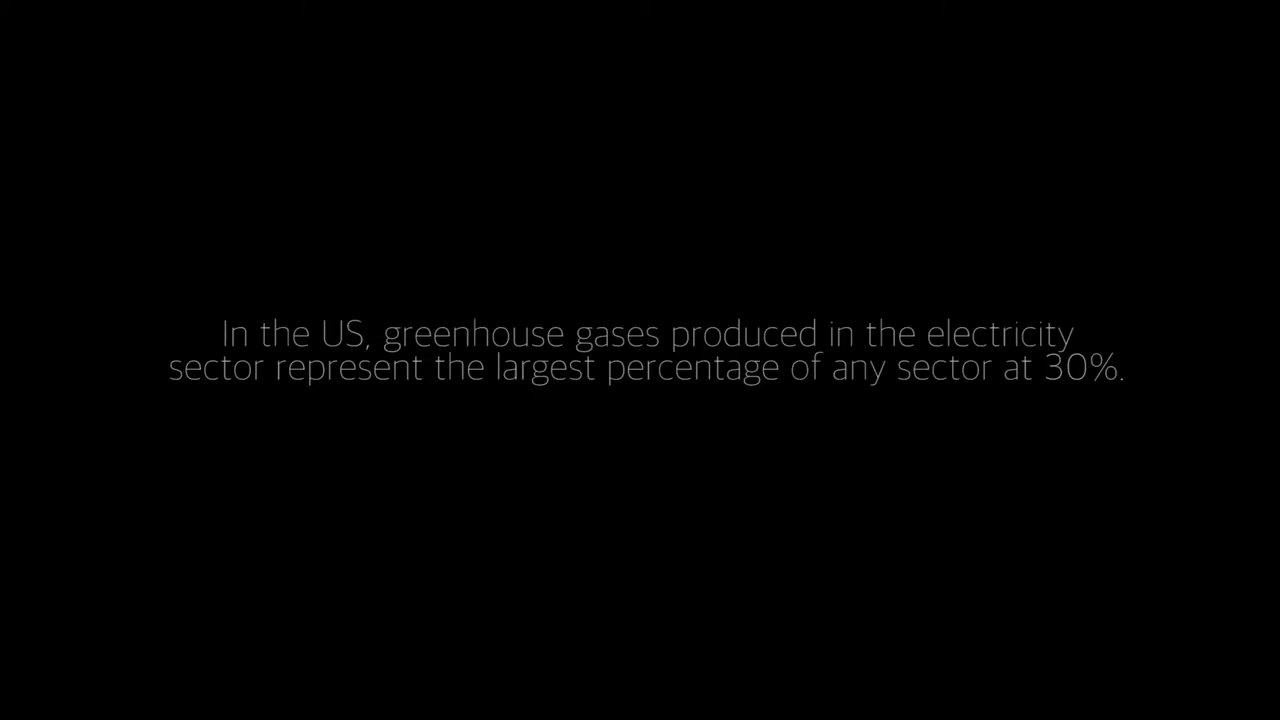 In the US, greenhouse gases produced in the electricity
sector represent the largest percentage of any sector at 30%.